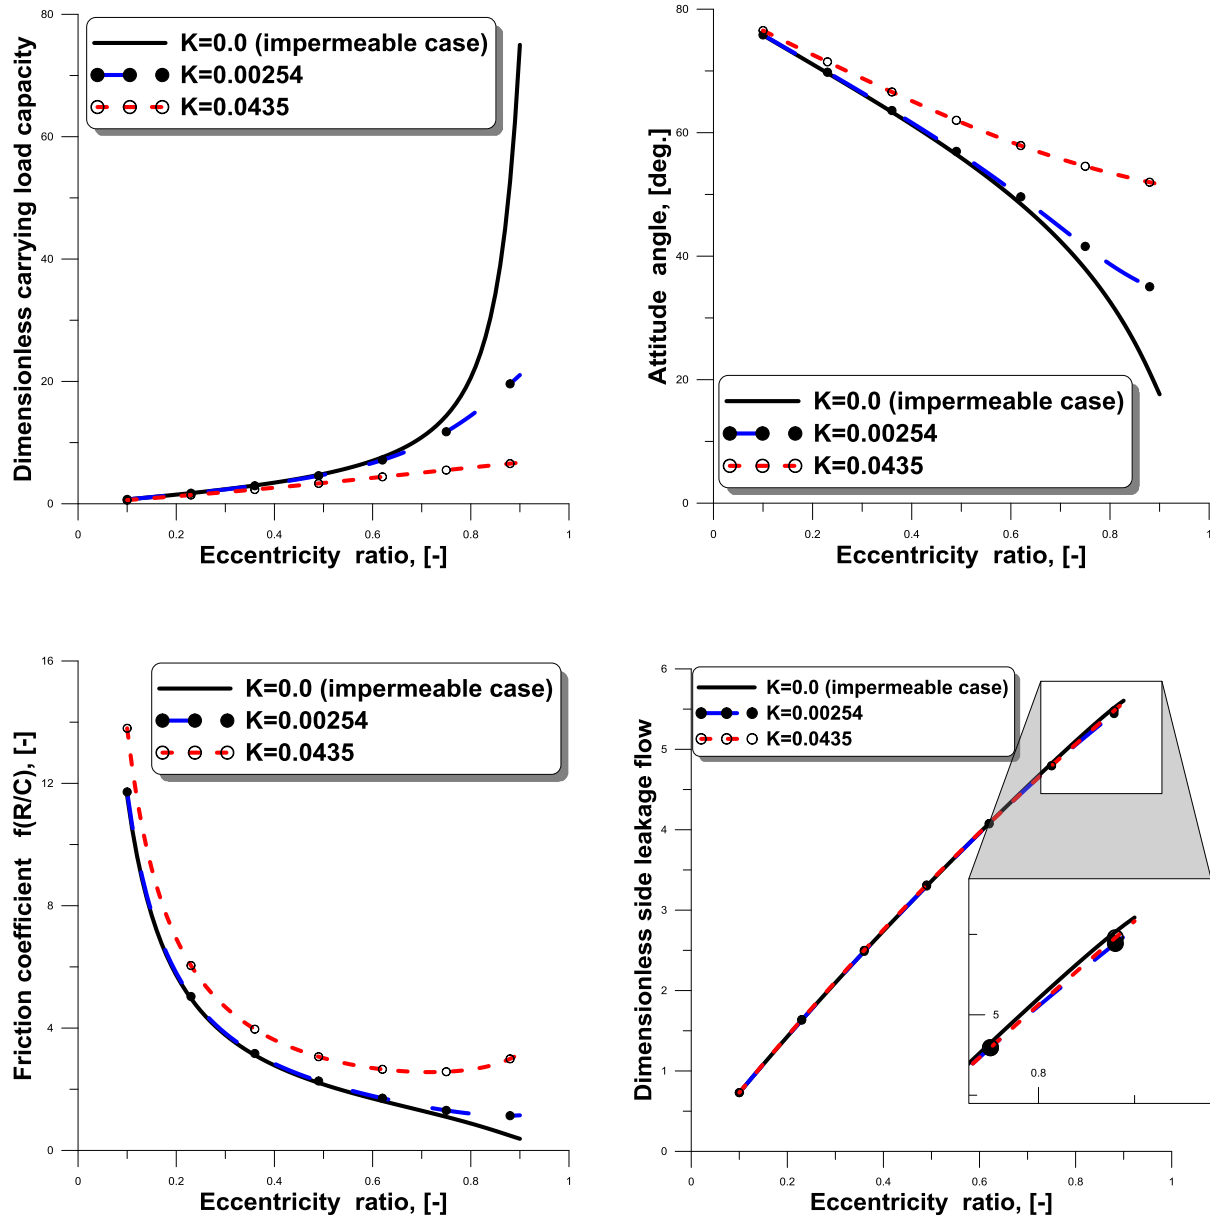 80
60
40
20
0
0
0.2
0.4
0.6
0.8
1
Dimensionless carrying load capacity
Eccentricity ratio, [-]
K=0.0 (impermeable case)
K=0.00254
K=0.0435
80
60
40
20
0
0
0.2
0.4
0.6
0.8
1
Attitude angle, [deg.]
Eccentricity ratio, [-]
K=0.0 (impermeable case)
K=0.00254
K=0.0435
16
12
8
4
0
0
0.2
0.4
0.6
0.8
1
Friction coefficient f(R/C), [-]
Eccentricity ratio, [-]
K=0.0 (impermeable case)
K=0.00254
K=0.0435
6
5
4
3
2
1
0
0
0.2
0.4
0.6
0.8
1
Dimensionless side leakage flow
Eccentricity ratio, [-]
K=0.0 (impermeable case)
K=0.00254
K=0.0435
5
0.8